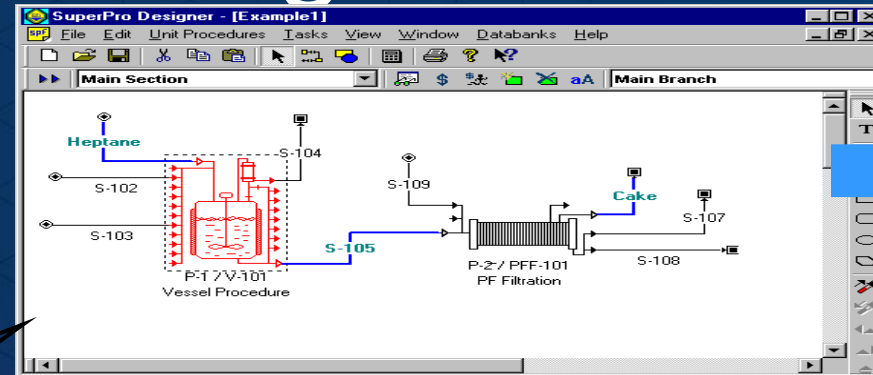 SuperPro Designer - [Example1]
File Edit Unit Procedures Tasks View Window Databanks Help
Main Section
$
aA
Main Branch
T
Heptane
S-104
S-102
S-109
Cake
S-103
S-107
S-105
S-108
P-1 / V-101
Vessel Procedure
P-2 / PFF-101
PF Filtration